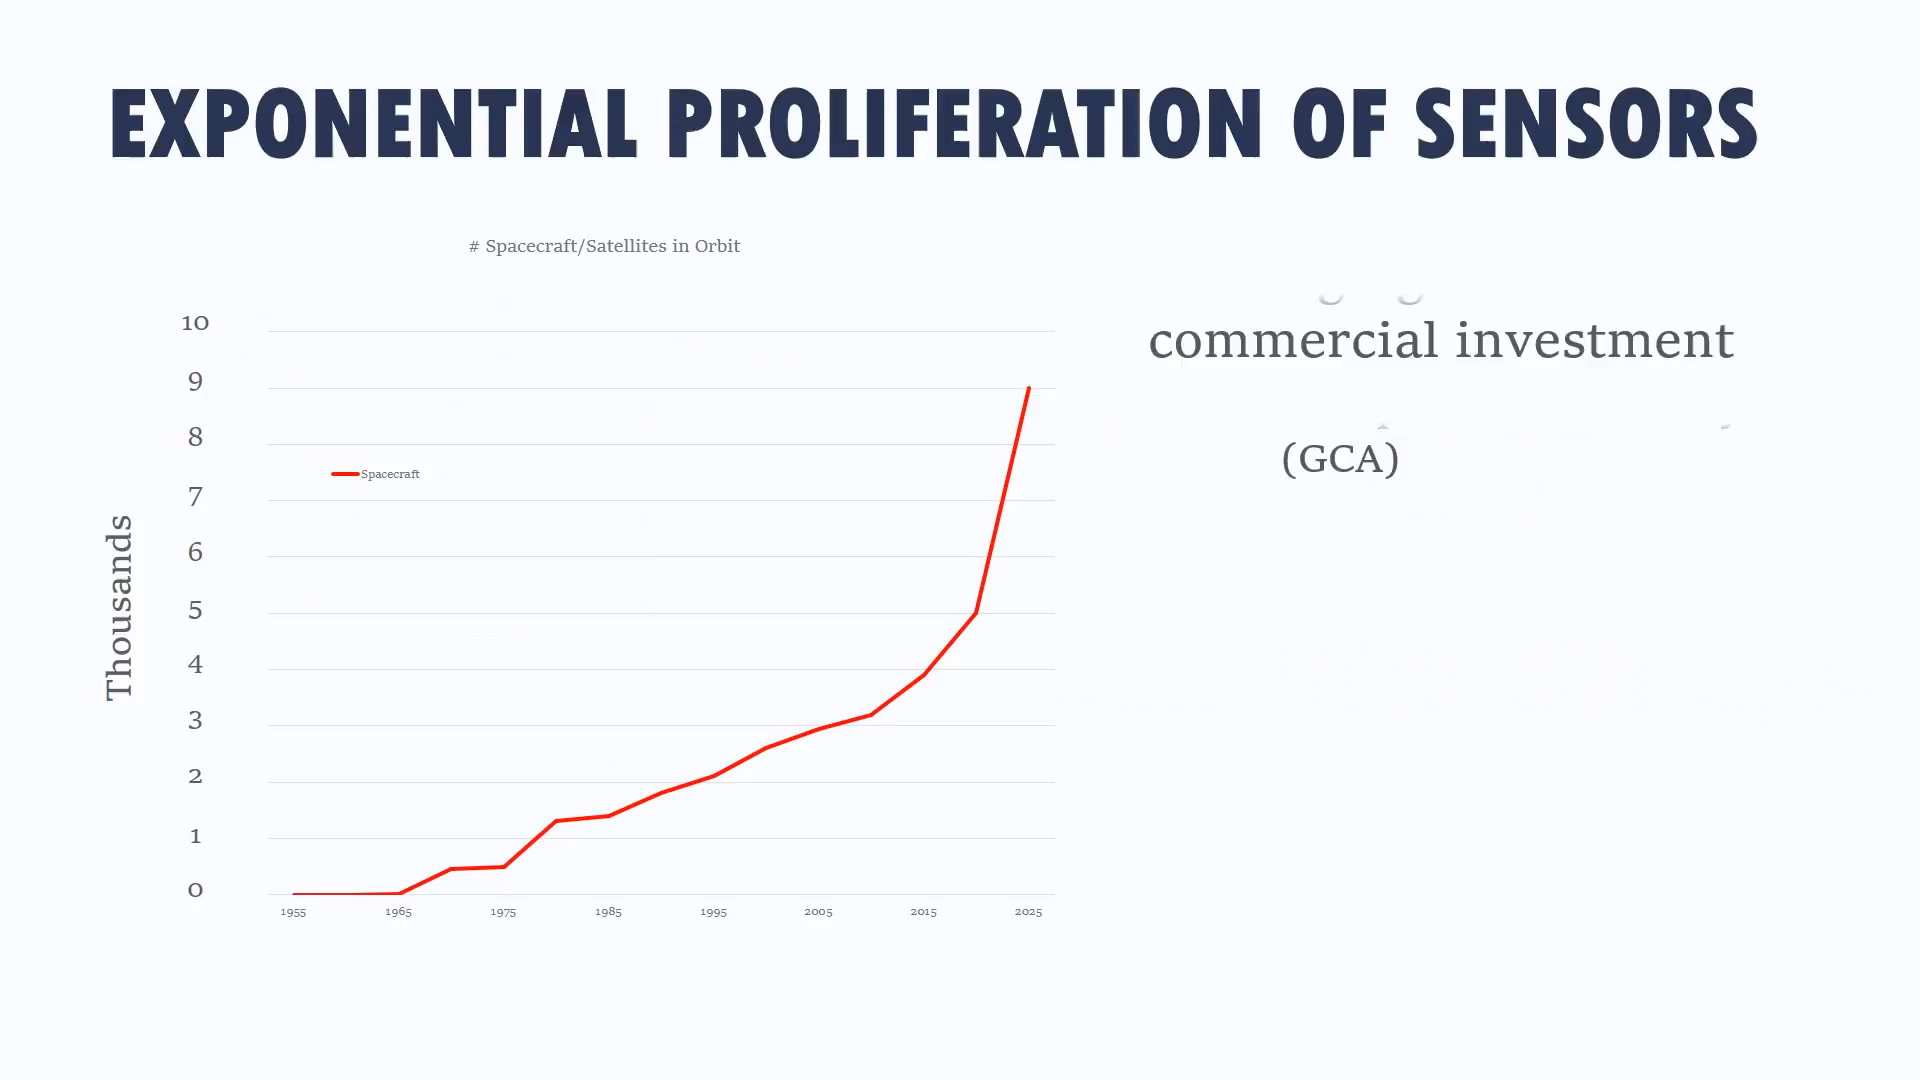 EXPONENTIAL PROLIFERATION OF SENSORS
# Spacecraft/Satellites in Orbit
commercial investment
(GCA)
10
9
8
7
6
5
4
3
2
1
0
Thousands
Spacecraft
1955 1965 1975 1985 1995 2005 2015 2025